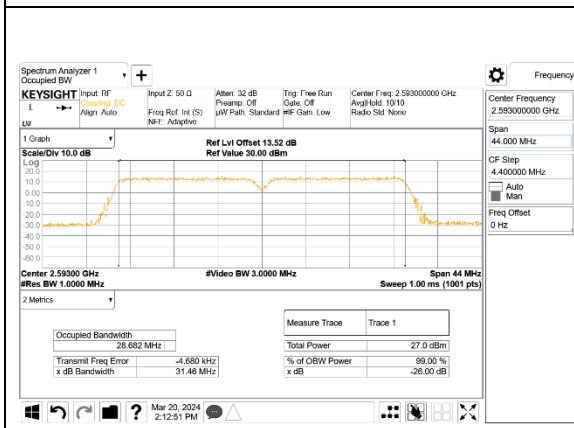 Spectrum Analyzer 1
Occupied BW
+
Frequency
KEYSIGHT
Input: RF
Coupling: DC
Align: Auto
Input Z: 50 Ω
Freq Ref: Int (S)
NFE: Adaptive
Atten: 32 dB
Preamp: Off
µW Path: Standard
Trig: Free Run
Gate: Off
#IF Gain: Low
Center Freq: 2.593000000 GHz
Avg|Hold: 10/10
Radio Std: None
L
Center Frequency
2.593000000 GHz
Span
44.000 MHz
CF Step
4.400000 MHz
Auto
Man
Freq Offset
0 Hz
1 Graph
Scale/Div 10.0 dB
Ref Lvl Offset 13.52 dB
Ref Value 30.00 dBm
Log
20.0
10.0
0.00
-10.0
-20.0
-30.0
-40.0
-50.0
-60.0
Center 2.59300 GHz
#Video BW 3.0000 MHz
Span 44 MHz
#Res BW 1.0000 MHz
Sweep 1.00 ms (1001 pts)
2 Metrics
Occupied Bandwidth
28.682 MHz
Transmit Freq Error -4.680 kHz
x dB Bandwidth 31.46 MHz
Measure Trace Trace 1
Total Power 27.0 dBm
% of OBW Power 99.00 %
x dB -26.00 dB
?
Mar 20, 2024
2:12:51 PM